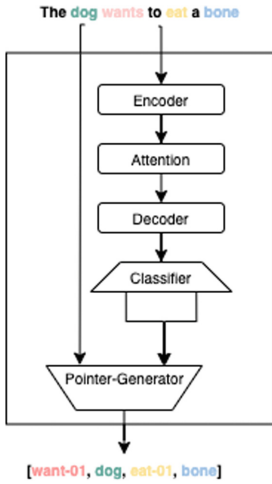 The dog wants to eat a bone
Encoder
Attention
Decoder
Classifier
Pointer-Generator
[want-01, dog, eat-01, bone]